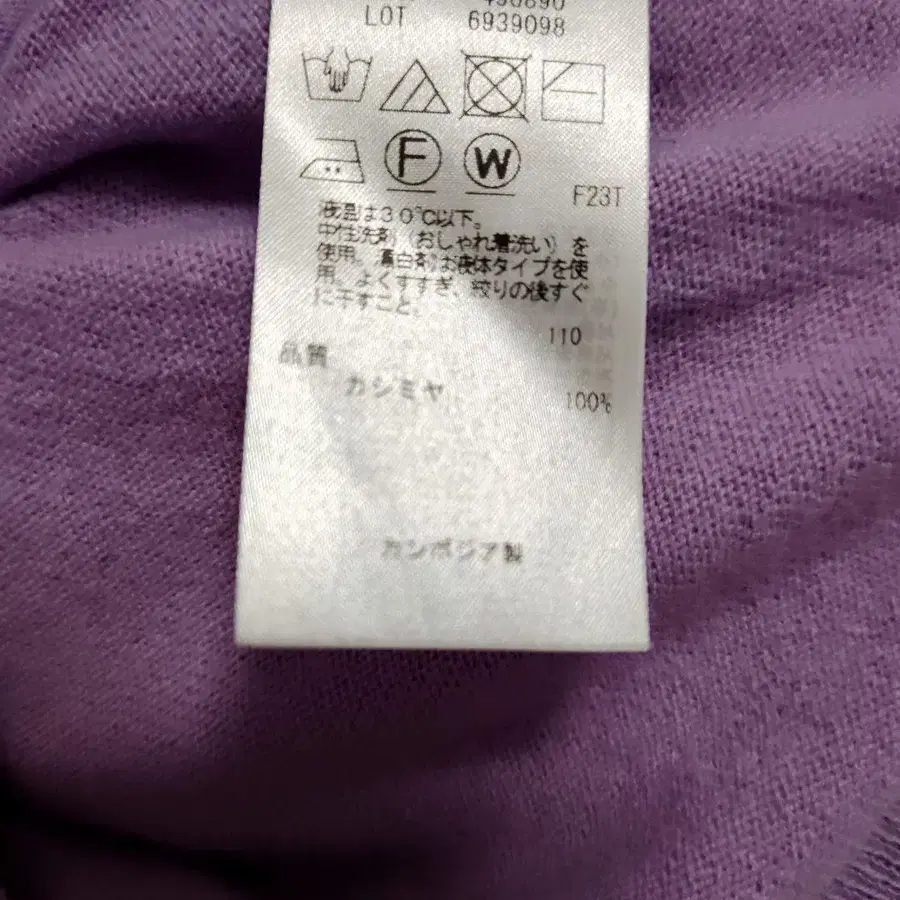 LOT 6939098
F
W
F23T
液温は30℃以下。
中性洗剤（おしゃれ着洗い）を
使用。漂白剤は液体タイプを使
用。よくすすぎ、絞りの後すぐ
に干すこと。
110
品質
カシミヤ 100%
カンボジア製